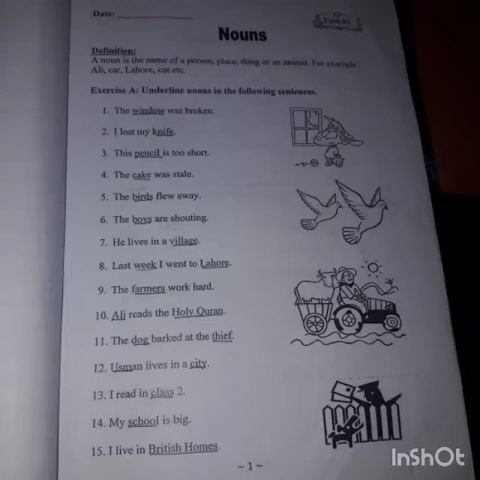 Date:
English
Nouns
Definition:
A noun is the name of a person, place, thing or an animal. For example
Ali, car, Lahore, cat etc.
Exercise A: Underline nouns in the following sentences.
1. The window was broken.
2. I lost my knife.
3. This pencil is too short.
4. The cake was stale.
5. The birds flew away.
6. The boys are shouting.
7. He lives in a village.
8. Last week I went to Lahore.
9. The farmers work hard.
10. Ali reads the Holy Quran.
11. The dog barked at the thief.
12. Usman lives in a city.
13. I read in class 2.
14. My school is big.
15. I live in British Homes.
~ 1 ~
InShOt